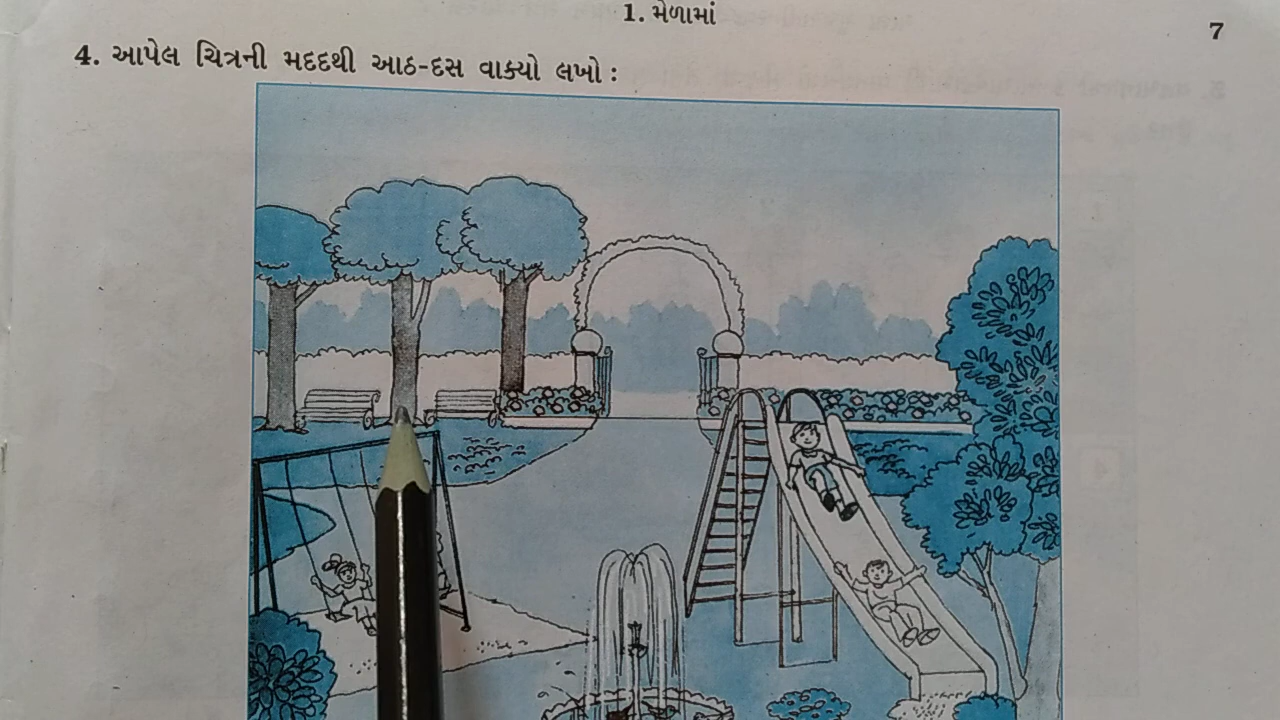 1. મેળામાં
7
4. આપેલ ચિત્રની મદદથી આઠ-દસ વાક્યો લખો :